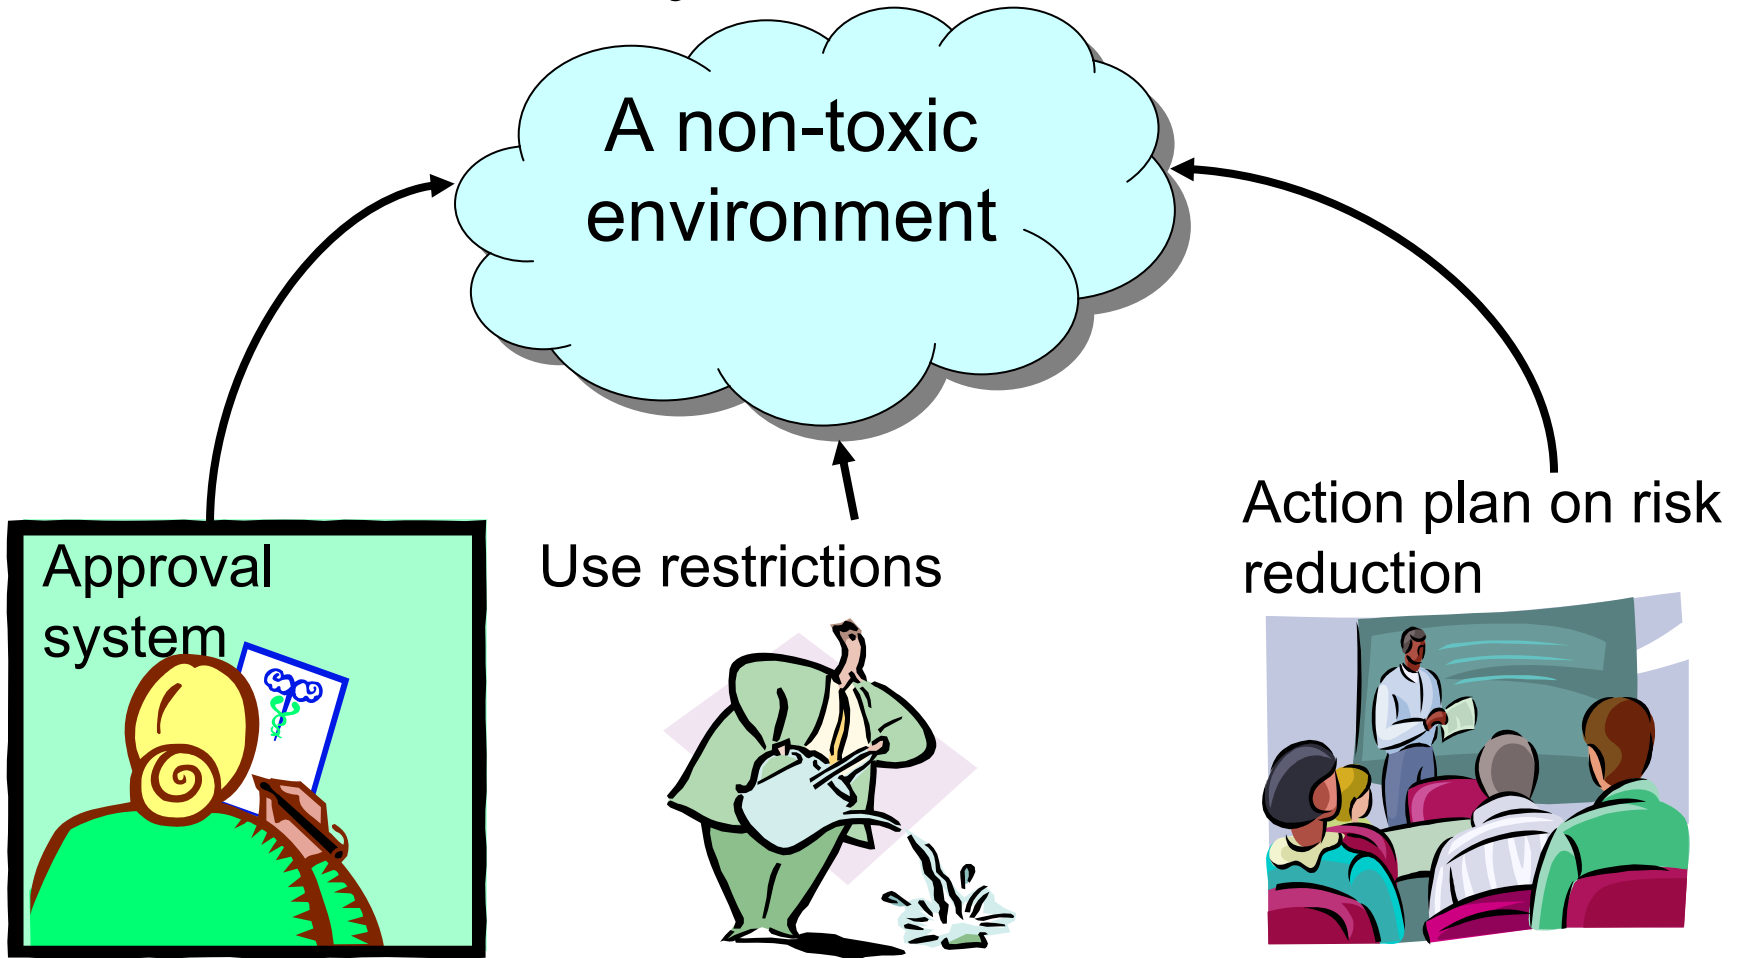 A non-toxic
environment
Action plan on risk
reduction
Approval
system
Use restrictions